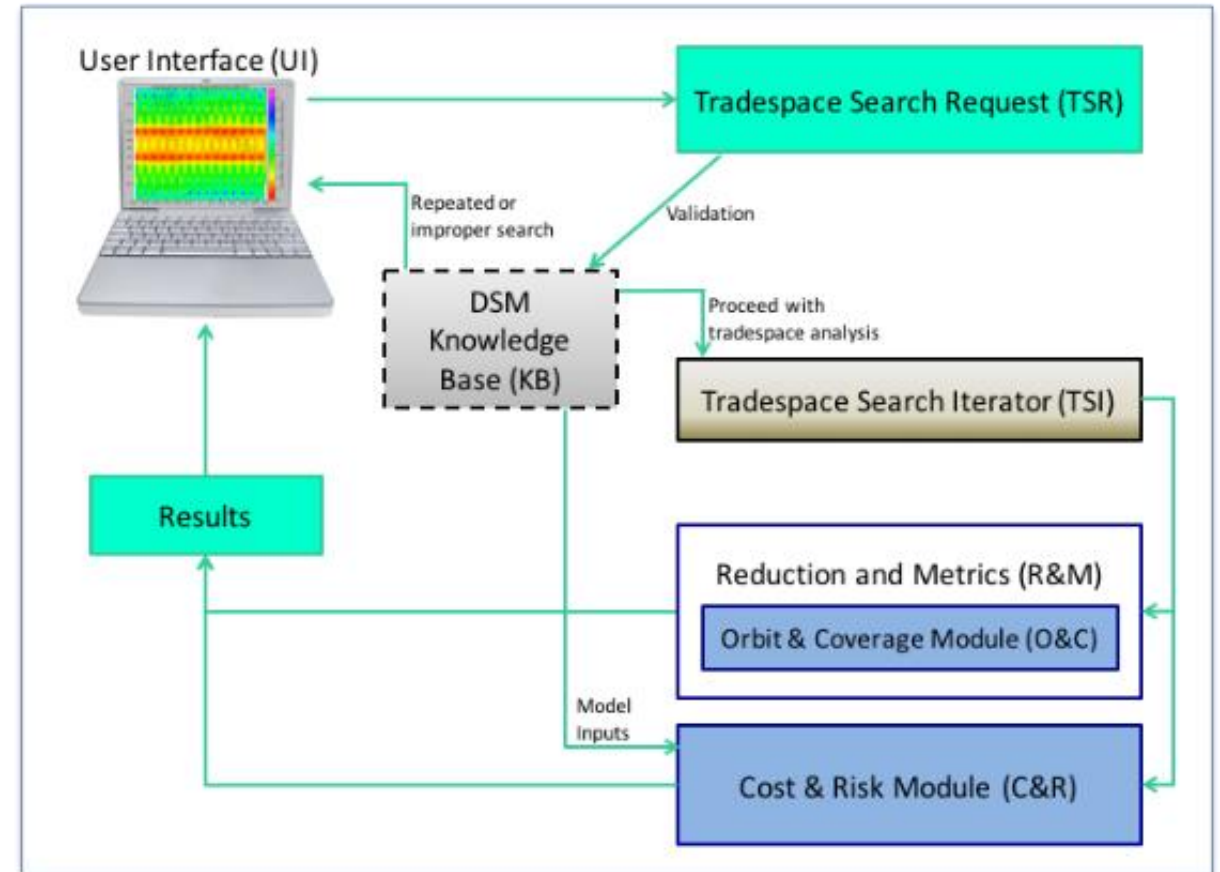 User Interface (UI)
Tradespace Search Request (TSR)
Repeated or
improper search
Validation
DSM
Knowledge
Base (KB)
Proceed with
tradespace analysis
Tradespace Search Iterator (TSI)
Results
Reduction and Metrics (R&M)
Orbit & Coverage Module (O&C)
Model
Inputs
Cost & Risk Module (C&R)